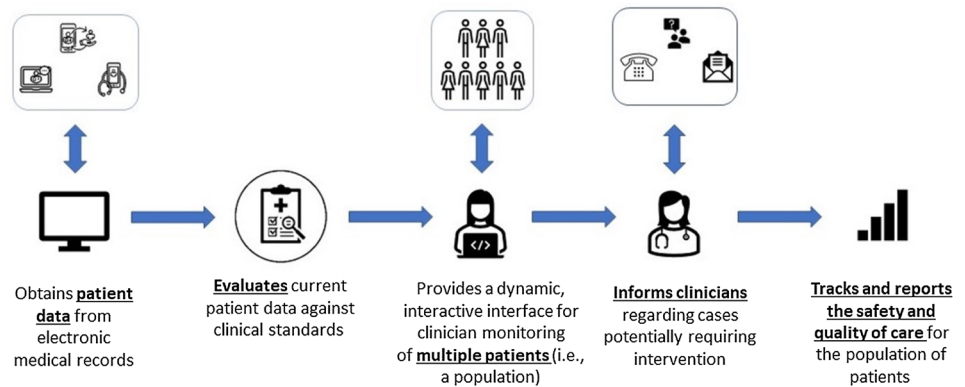 Obtains patient
data from
electronic
medical records
Evaluates current
patient data against
clinical standards
Provides a dynamic,
interactive interface for
clinician monitoring
of multiple patients (i.e.,
a population)
Informs clinicians
regarding cases
potentially requiring
intervention
Tracks and reports
the safety and
quality of care for
the population of
patients